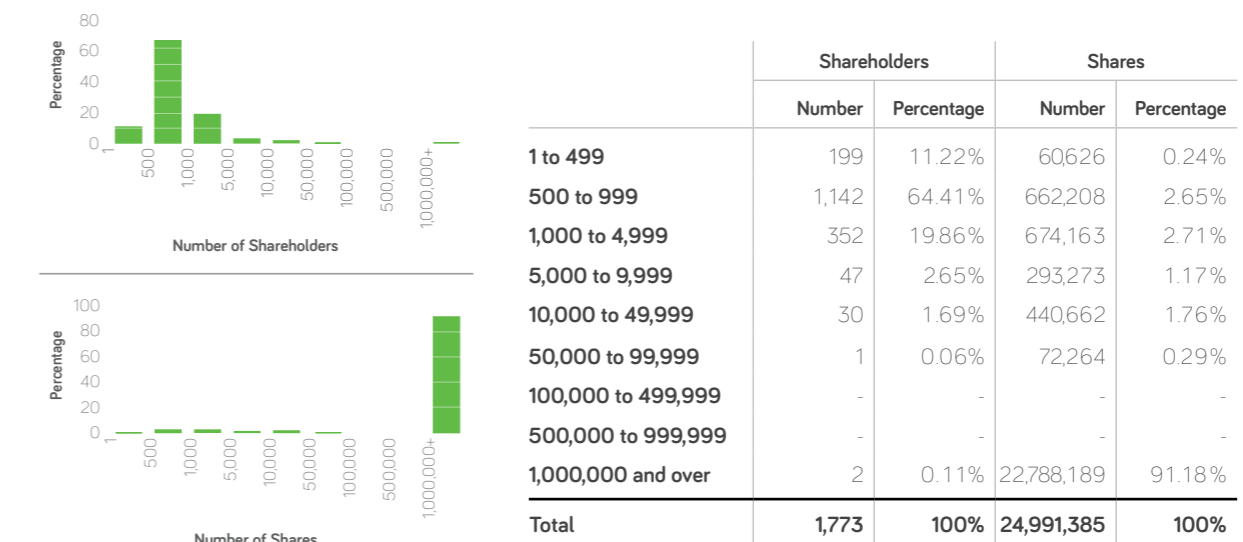 80
60
40
20
0
Percentage
1
500
1,000
5,000
10,000
50,000
100,000
500,000
1,000,000+
Number of Shareholders
100
80
60
40
20
0
Percentage
1
500
1,000
5,000
10,000
50,000
100,000
500,000
1,000,000+
Number of Shares
Shareholders Shares
Number Percentage Number Percentage
1 to 499 199 11.22% 60,626 0.24%
500 to 999 1,142 64.41% 662,208 2.65%
1,000 to 4,999 352 19.86% 674,163 2.71%
5,000 to 9,999 47 2.65% 293,273 1.17%
10,000 to 49,999 30 1.69% 440,662 1.76%
50,000 to 99,999 1 0.06% 72,264 0.29%
100,000 to 499,999 - - - -
500,000 to 999,999 - - - -
1,000,000 and over 2 0.11% 22,788,189 91.18%
Total 1,773 100% 24,991,385 100%